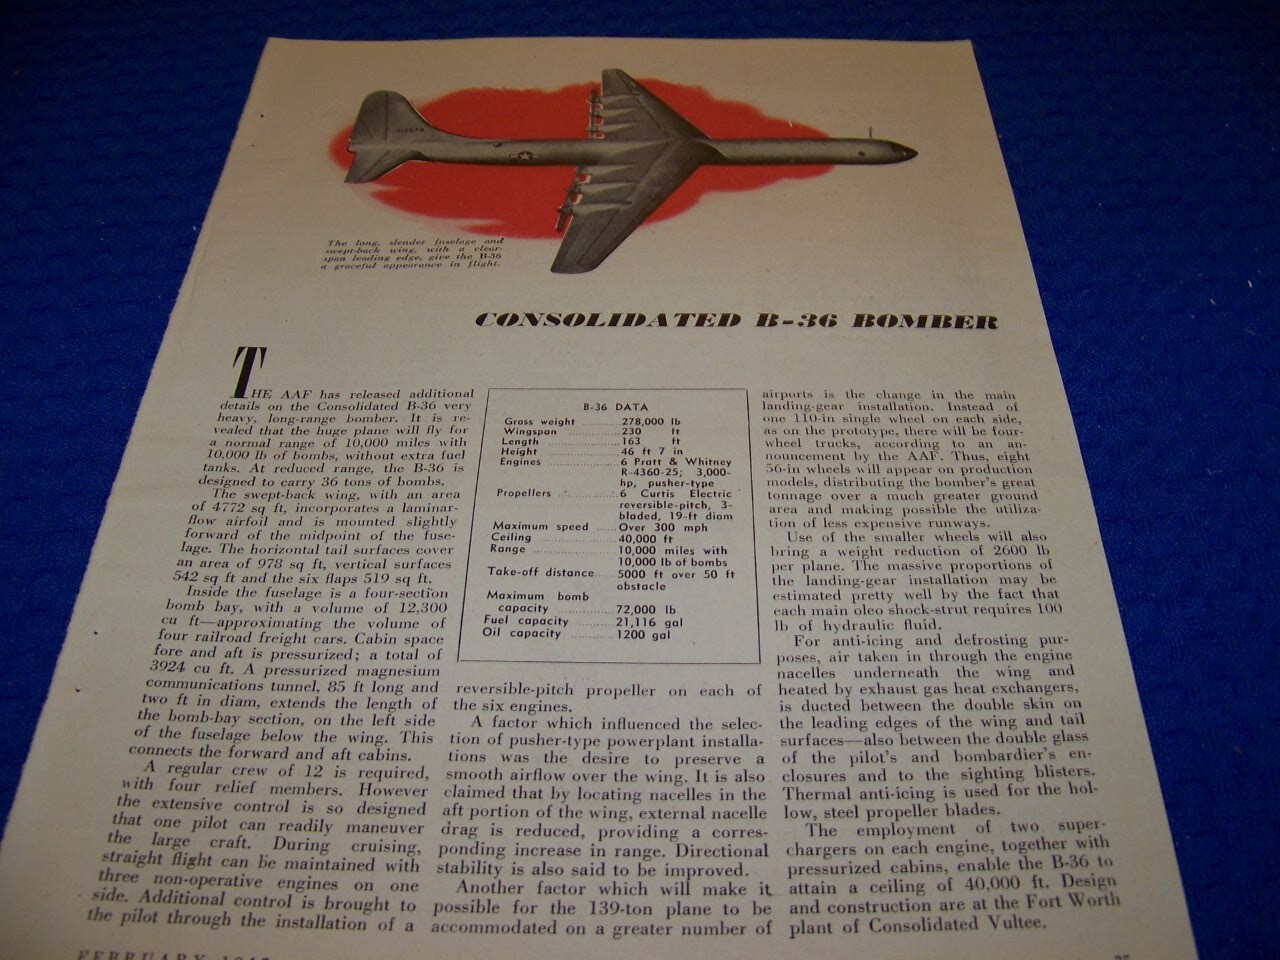 The long, slender fuselage and
swept-back wing, with a clear-
span leading edge, give the B-36
a graceful appearance in flight.
CONSOLIDATED B-36 BOMBER
THE AAF has released additional
details on the Consolidated B-36 very
heavy, long-range bomber. It is re-
vealed that the huge plane will fly for
a normal range of 10,000 miles with
10,000 lb of bombs, without extra fuel
tanks. At reduced range, the B-36 is
designed to carry 36 tons of bombs.
The swept-back wing, with an area
of 4772 sq ft, incorporates a laminar-
flow airfoil and is mounted slightly
forward of the midpoint of the fuse-
lage. The horizontal tail surfaces cover
an area of 978 sq ft, vertical surfaces
542 sq ft and the six flaps 519 sq ft.
Inside the fuselage is a four-section
bomb bay, with a volume of 12,300
cu ft—approximating the volume of
four railroad freight cars. Cabin space
fore and aft is pressurized; a total of
3924 cu ft. A pressurized magnesium
communications tunnel, 85 ft long and
two ft in diam, extends the length of
the bomb-bay section, on the left side
of the fuselage below the wing. This
connects the forward and aft cabins.
A regular crew of 12 is required,
with four relief members. However
the extensive control is so designed
that one pilot can readily maneuver
the large craft. During cruising,
straight flight can be maintained with
three non-operative engines on one
side. Additional control is brought to
the pilot through the installation of a
B-36 DATA
Gross weight ........ 278,000 lb
Wingspan ........ 230 ft
Length ........ 163 ft
Height ........ 46 ft 7 in
Engines ........ 6 Pratt & Whitney
R-4360-25; 3,000-
hp, pusher-type
Propellers ........ 6 Curtis Electric
reversible-pitch, 3-
bladed, 19-ft diam
Maximum speed ..... Over 300 mph
Ceiling ........ 40,000 ft
Range ........ 10,000 miles with
10,000 lb of bombs
Take-off distance..... 5000 ft over 50 ft
obstacle
Maximum bomb
capacity ........ 72,000 lb
Fuel capacity ........ 21,116 gal
Oil capacity ........ 1200 gal
reversible-pitch propeller on each of
the six engines.
A factor which influenced the selec-
tion of pusher-type powerplant installa-
tions was the desire to preserve a
smooth airflow over the wing. It is also
claimed that by locating nacelles in the
aft portion of the wing, external nacelle
drag is reduced, providing a corres-
ponding increase in range. Directional
stability is also said to be improved.
Another factor which will make it
possible for the 139-ton plane to be
accommodated on a greater number of
airports is the change in the main
landing-gear installation. Instead of
one 110-in single wheel on each side,
as on the prototype, there will be four-
wheel trucks, according to an an-
nouncement by the AAF. Thus, eight
56-in wheels will appear on production
models, distributing the bomber's great
tonnage over a much greater ground
area and making possible the utiliza-
tion of less expensive runways.
Use of the smaller wheels will also
bring a weight reduction of 2600 lb
per plane. The massive proportions of
the landing-gear installation may be
estimated pretty well by the fact that
each main oleo shock-strut requires 100
lb of hydraulic fluid.
For anti-icing and defrosting pur-
poses, air taken in through the engine
nacelles underneath the wing and
heated by exhaust gas heat exchangers,
is ducted between the double skin on
the leading edges of the wing and tail
surfaces—also between the double glass
of the pilot's and bombardier's en-
closures and to the sighting blisters.
Thermal anti-icing is used for the hol-
low, steel propeller blades.
The employment of two super-
chargers on each engine, together with
pressurized cabins, enable the B-36 to
attain a ceiling of 40,000 ft. Design
and construction are at the Fort Worth
plant of Consolidated Vultee.
FEBRUARY